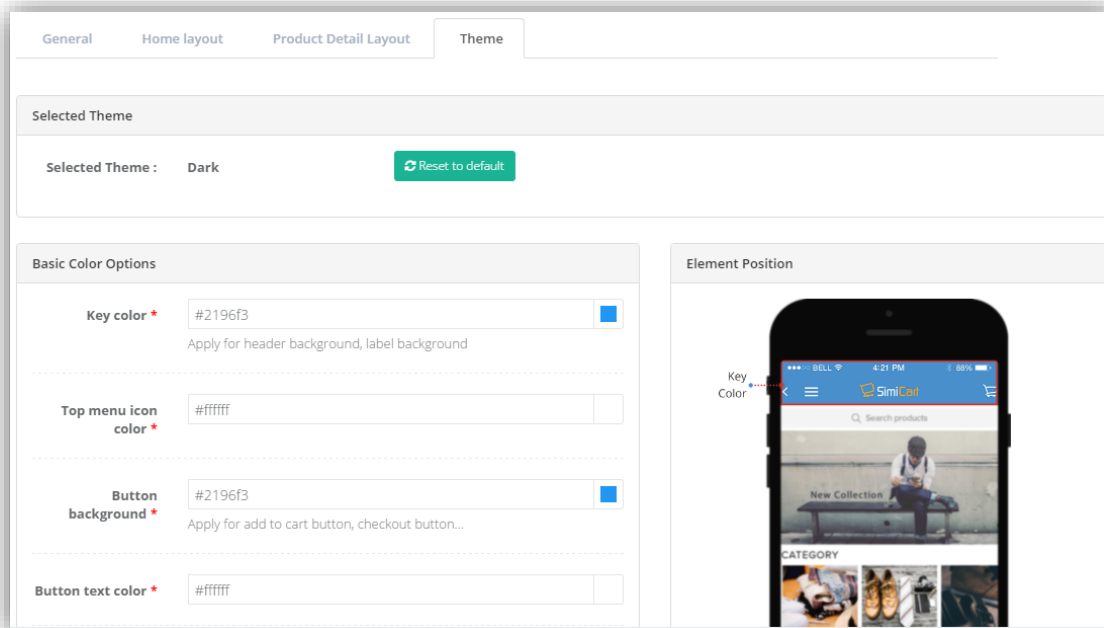 General Home layout Product Detail Layout Theme
Selected Theme
Selected Theme : Dark Reset to default
Basic Color Options
Key color * #2196f3
Apply for header background, label background
Top menu icon
color * #ffffff
Button
background * #2196f3
Apply for add to cart button, checkout button...
Button text color * #ffffff
Element Position
Key
Color
BELL 4:21 PM 88%
SimiCart
Search products
New Collection
CATEGORY